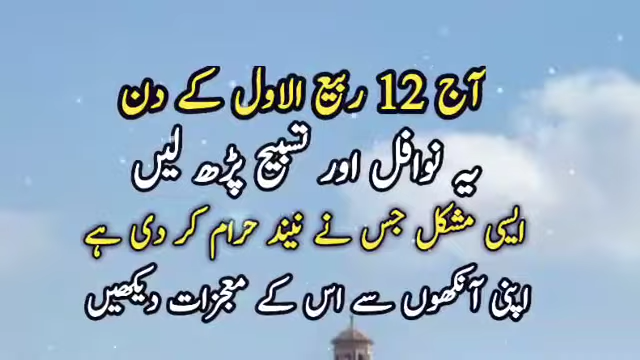 آج 12 ربیع الاول کے دن
یہ نوافل اور تسبیح پڑھ لیں
ایسی مشکل جس نے نیند حرام کر دی ہے
اپنی آنکھوں سے اس کے معجزات دیکھیں